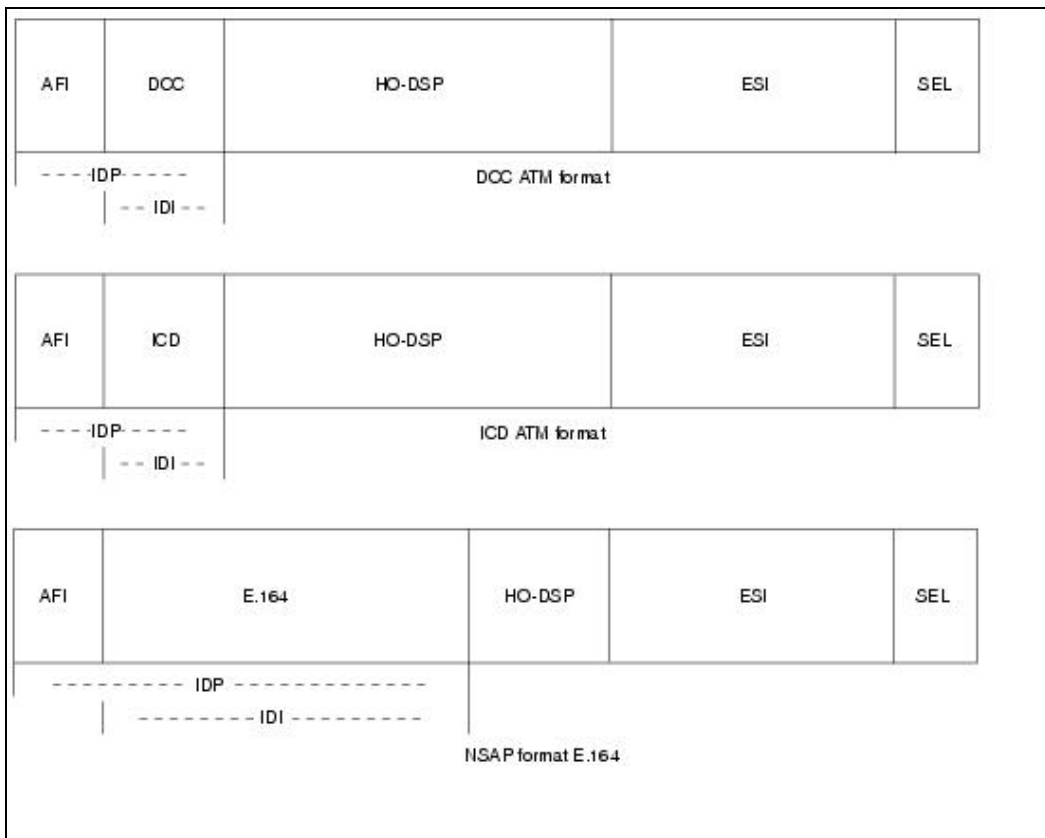 AFI DCC HO-DSP ESI SEL
IDP
DCC ATM format
IDI
AFI ICD HO-DSP ESI SEL
IDP
ICD ATM format
IDI
AFI E.164 HO-DSP ESI SEL
IDP
IDI
NSAP format E.164